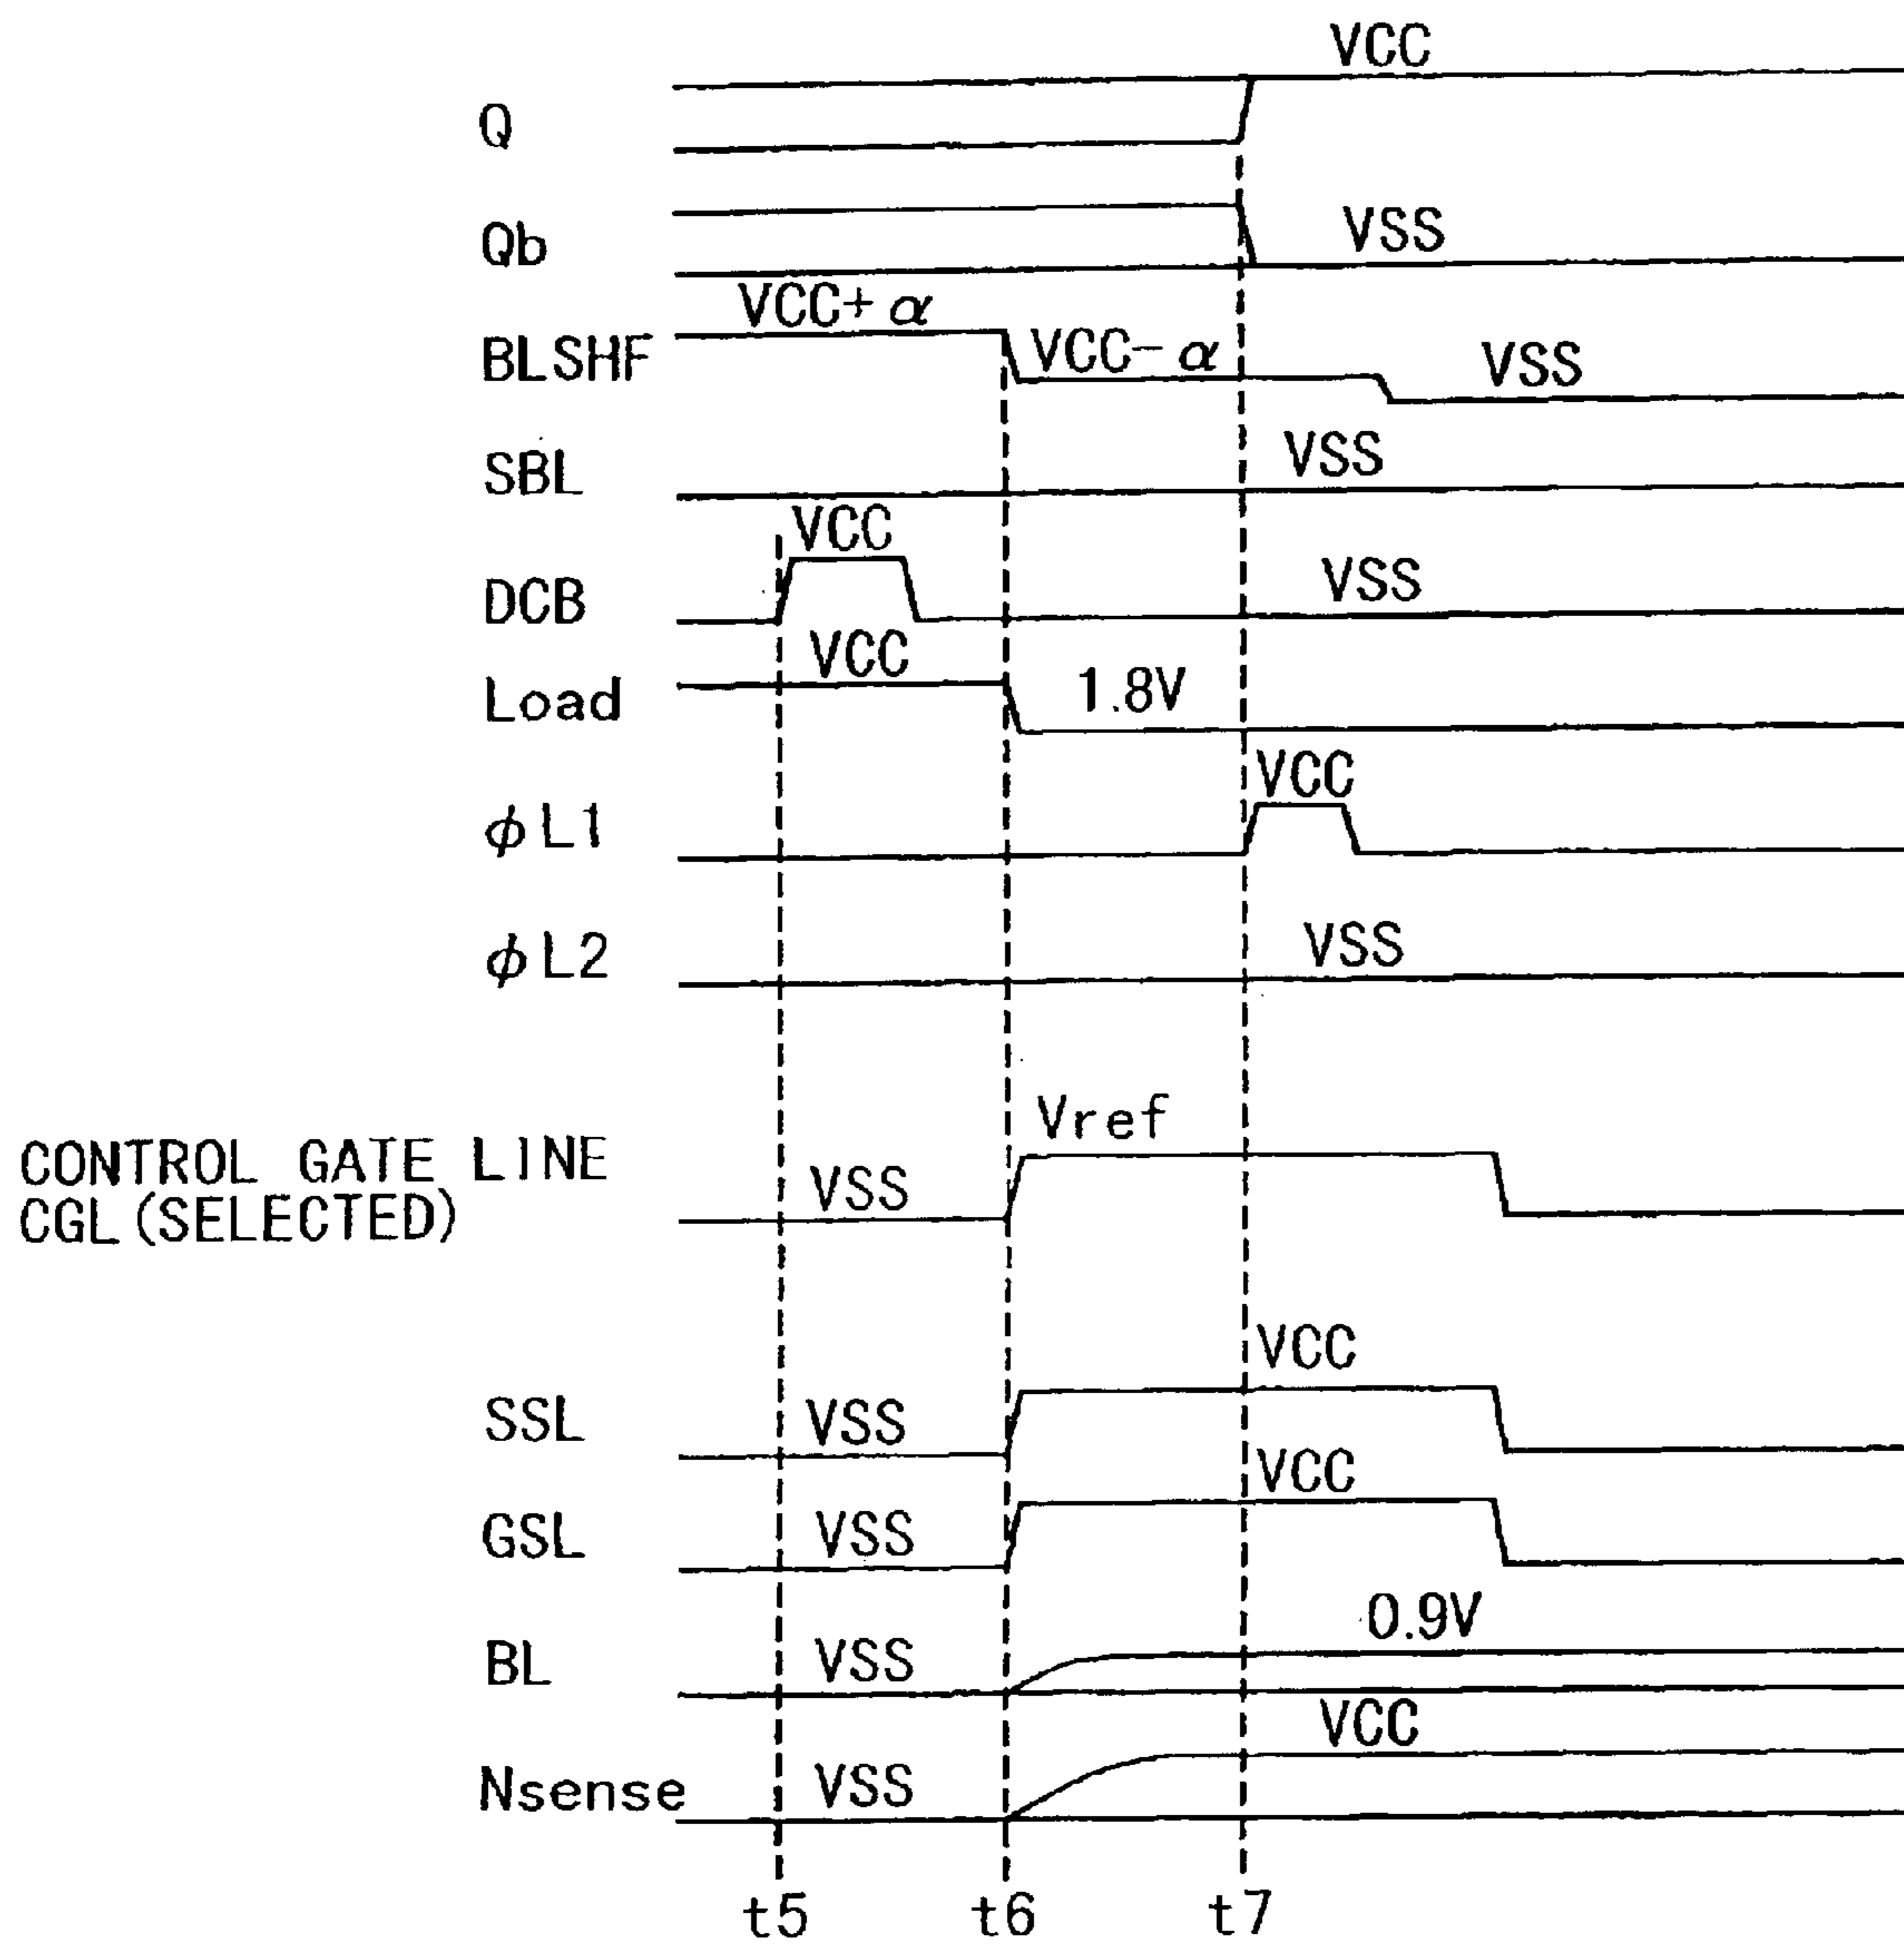 VCC
Q
Qb VSS
VCC+α
BLSHF VCC-α VSS
SBL VSS
VCC
DCB VSS
VCC
Load 1.8V
VCC
φL1
φL2 VSS
Vref
CONTROL GATE LINE VSS
CGL(SELECTED)
VCC
SSL VSS
VCC
GSL VSS
0.9V
BL VSS
VCC
Nsense VSS
t5 t6 t7